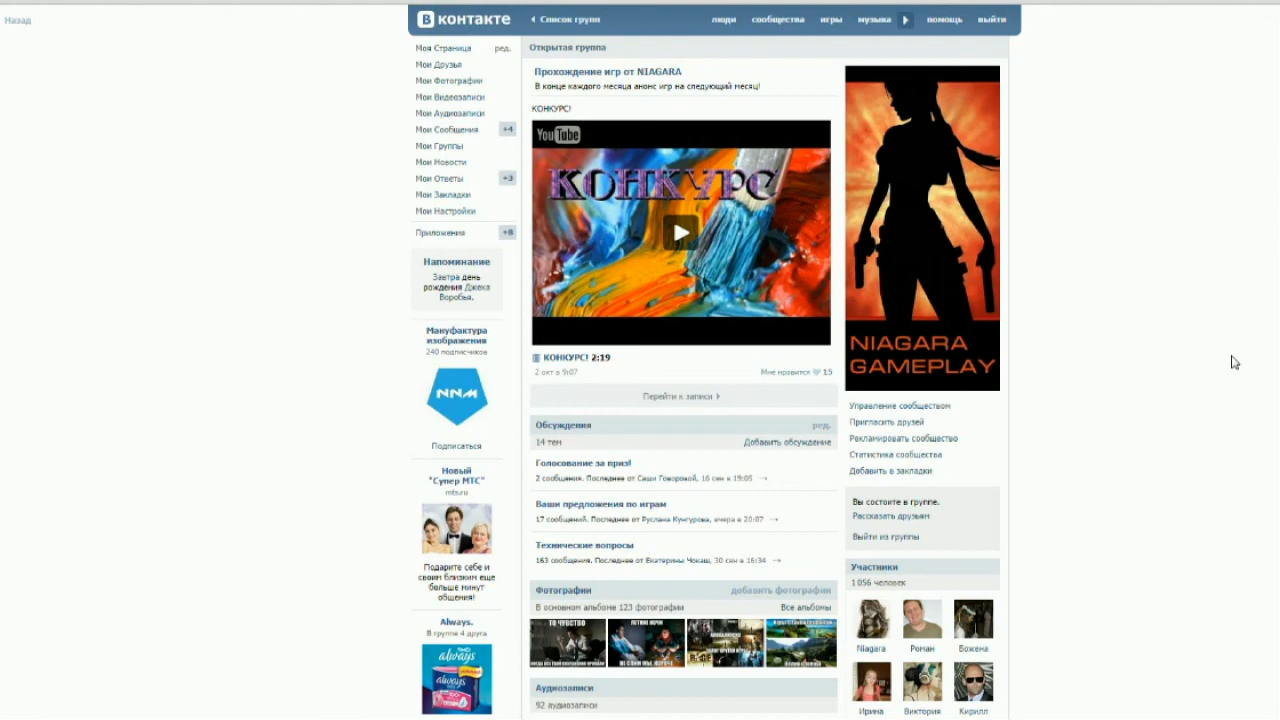 Назад
В контакте
Список групп
люди сообщества игры музыка помощь выйти
Моя Страница ред.
Мои Друзья
Мои Фотографии
Мои Видеозаписи
Мои Аудиозаписи
Мои Сообщения +4
Мои Группы
Мои Новости
Мои Ответы +3
Мои Закладки
Мои Настройки
Приложения +8
Напоминание
Завтра день
рождения Джека
Воробья.
Мануфактура
изображения
240 подписчиков
NNM
Подписаться
Новый
"Супер МТС"
mts.ru
Подарите себе и
своим близким еще
больше минут
общения!
Always.
В группе 4 друга
always
Открытая группа
Прохождение игр от NIAGARA
В конце каждого месяца анонс игр на следующий месяц!
КОНКУРС!
YouTube
КОНКУРС
КОНКУРС! 2:19
2 окт в 9:07 Мне нравится 15
Перейти к записи
Обсуждения ред.
14 тем Добавить обсуждение
Голосование за приз!
2 сообщения. Последнее от Саши Говоровой, 16 сен в 19:05
Ваши предложения по играм
17 сообщений. Последнее от Руслана Кунгурова, вчера в 20:07
Технические вопросы
163 сообщения. Последнее от Екатерины Чокаш, 30 сен в 16:34
Фотографии добавить фотографии
В основном альбоме 123 фотографии Все альбомы
ТО ЧУВСТВО
ЛЕТНИЕ НОЧИ
Аудиозаписи
92 аудиозаписи
NIAGARA
GAMEPLAY
Управление сообществом
Пригласить друзей
Рекламировать сообщество
Статистика сообщества
Добавить в закладки
Вы состоите в группе.
Рассказать друзьям
Выйти из группы
Участники
1 056 человек
Niagara Роман Божена
Ирина Виктория Кирилл